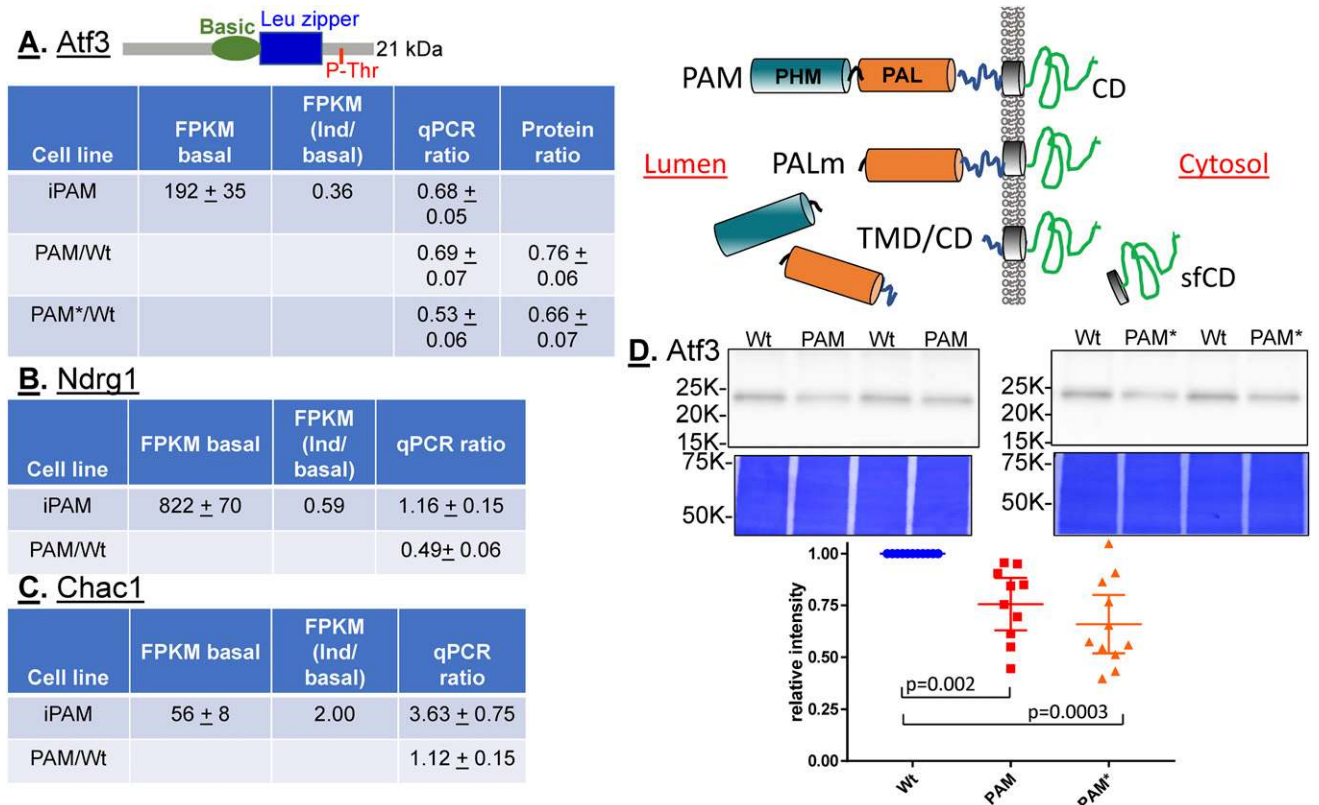 A. Atf3
Basic
Leu zipper
21 kDa
P-Thr
Cell line
FPKM
basal
FPKM
(Ind/
basal)
qPCR
ratio
Protein
ratio
iPAM
192 ± 35
0.36
0.68 ±
0.05
PAM/Wt
0.69 ±
0.07
0.76 ±
0.06
PAM*/Wt
0.53 ±
0.06
0.66 ±
0.07
B. Ndrg1
Cell line
FPKM basal
FPKM
(Ind/
basal)
qPCR ratio
iPAM
822 ± 70
0.59
1.16 ± 0.15
PAM/Wt
0.49± 0.06
C. Chac1
Cell line
FPKM basal
FPKM
(Ind/
basal)
qPCR
ratio
iPAM
56 ± 8
2.00
3.63 ± 0.75
PAM/Wt
1.12 ± 0.15
PAM
PHM
PAL
CD
Lumen
PALm
Cytosol
TMD/CD
sfCD
D. Atf3
Wt PAM Wt PAM
25K-
20K-
15K-
75K-
50K-
Wt PAM* Wt PAM*
25K-
20K-
15K-
75K-
50K-
relative intensity
1.00
0.75
0.50
0.25
0.00
p=0.002
p=0.0003
Wt
PAM
PAM*